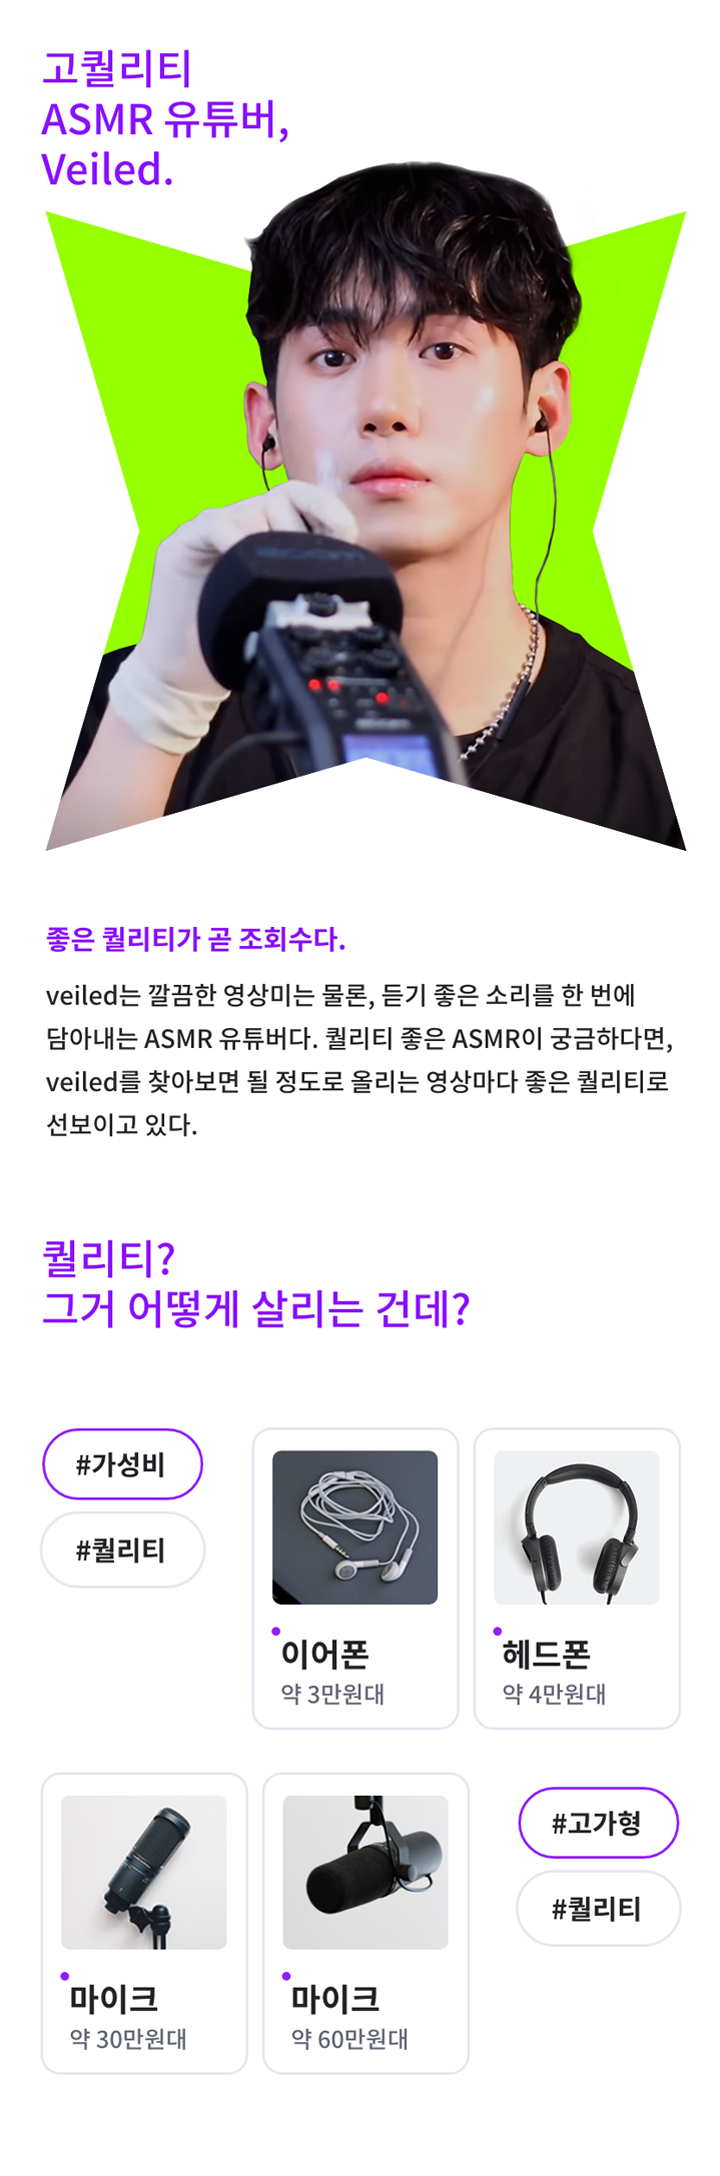 고퀄리티
ASMR 유튜버,
Veiled.
좋은 퀄리티가 곧 조회수다.
veiled는 깔끔한 영상미는 물론, 듣기 좋은 소리를 한 번에
담아내는 ASMR 유튜버다. 퀄리티 좋은 ASMR이 궁금하다면,
veiled를 찾아보면 될 정도로 올리는 영상마다 좋은 퀄리티로
선보이고 있다.
퀄리티?
그거 어떻게 살리는 건데?
#가성비
#퀄리티
이어폰
약 3만원대
헤드폰
약 4만원대
마이크
약 30만원대
마이크
약 60만원대
#고가형
#퀄리티